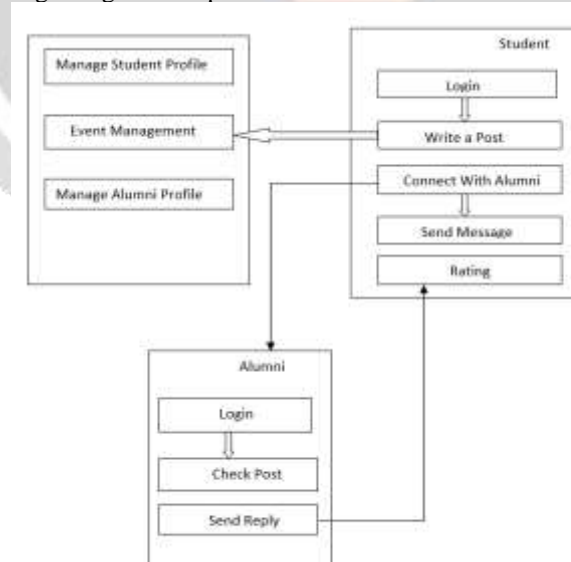 Manage Student Profile
Event Management
Manage Alumni Profile
Student
Login
Write a Post
Connect With Alumni
Send Message
Rating
Alumni
Login
Check Post
Send Reply